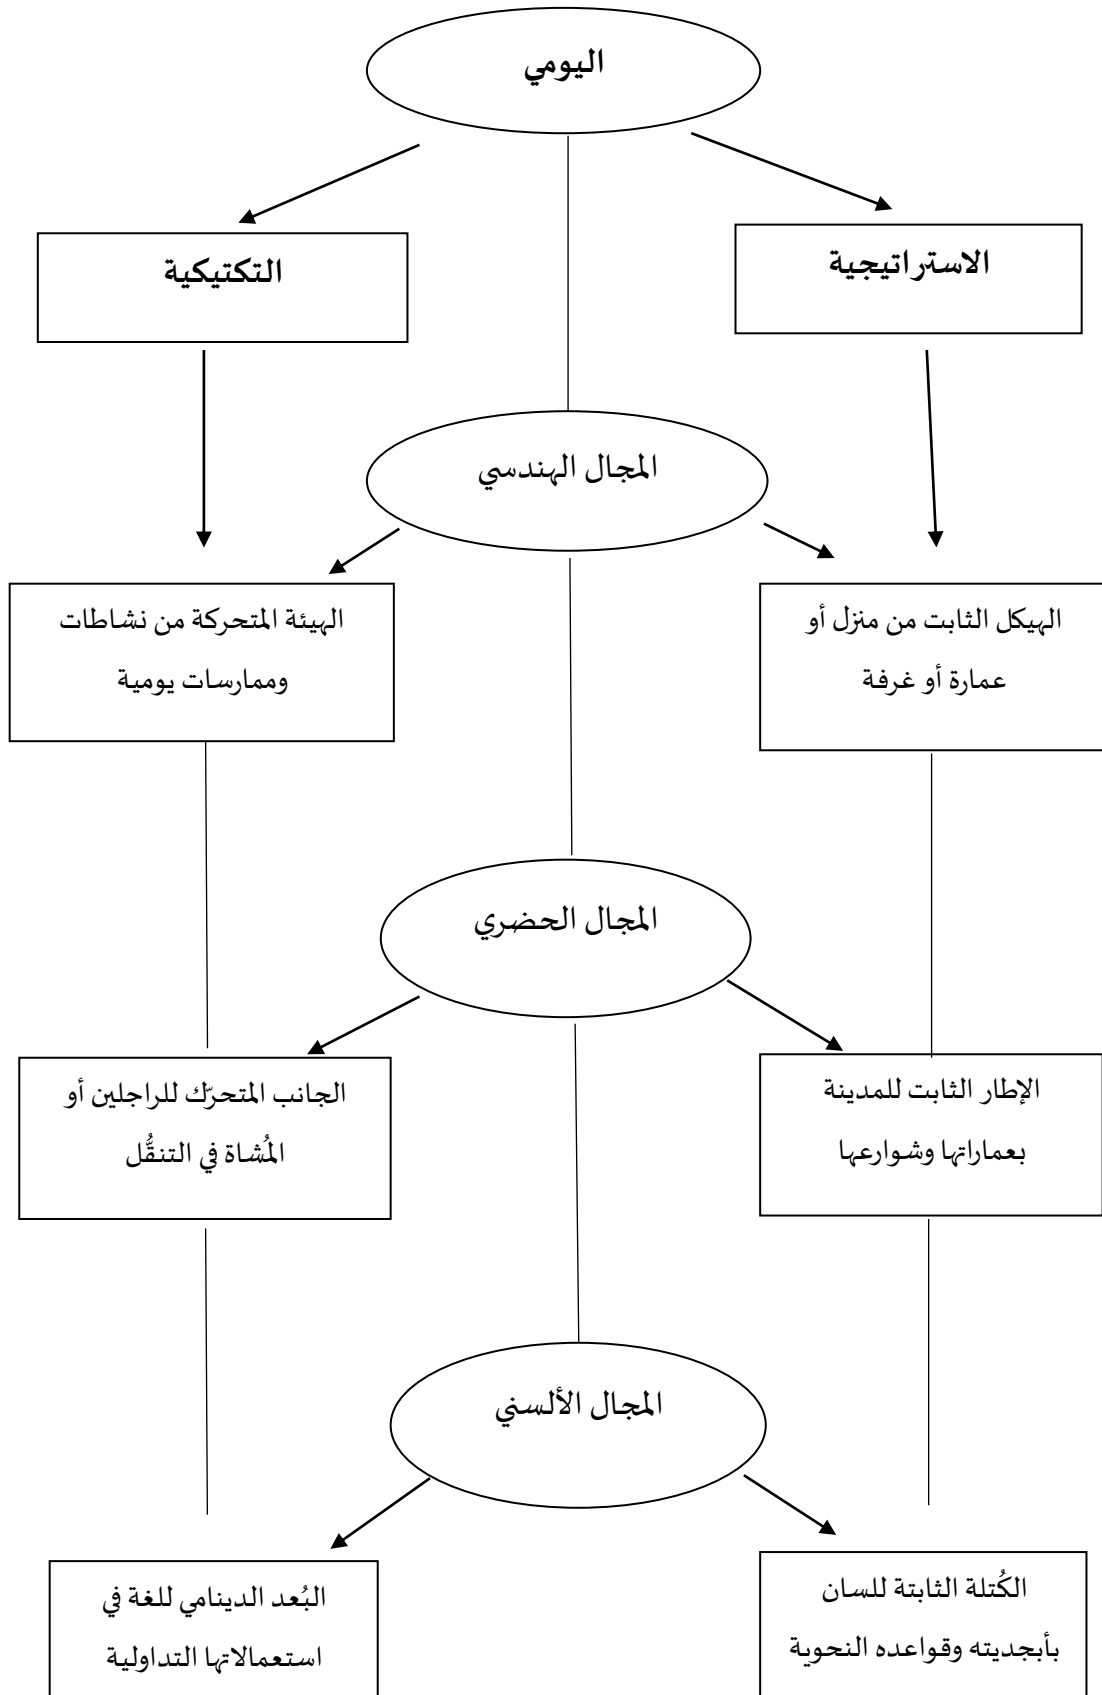 اليومي
الاستراتيجية
التكتيكية
المجال الهندسي
الهيكل الثابت من منزل أو
عمارة أو غرفة
الهيئة المتحركة من نشاطات
وممارسات يومية
المجال الحضري
الإطار الثابت للمدينة
بعماراتها وشوارعها
الجانب المتحرّك للراجلين أو
المُشاة في التنقُّل
المجال الألسني
الكُتلة الثابتة للسان
بأبجديته وقواعده النحوية
البُعد الدينامي للغة في
استعمالاتها التداولية